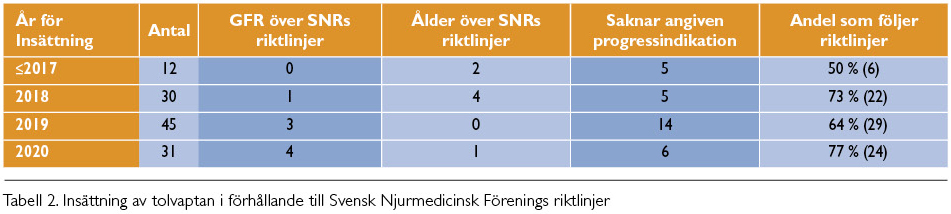 År för Insättning | Antal | GFR över SNRs riktlinjer | Ålder över SNRs riktlinjer | Saknar angiven progressindikation | Andel som följer riktlinjer
≤2017 | 12 | 0 | 2 | 5 | 50 % (6)
2018 | 30 | 1 | 4 | 5 | 73 % (22)
2019 | 45 | 3 | 0 | 14 | 64 % (29)
2020 | 31 | 4 | 1 | 6 | 77 % (24)
Tabell 2. Insättning av tolvaptan i förhållande till Svensk Njurmedicinsk Förenings riktlinjer